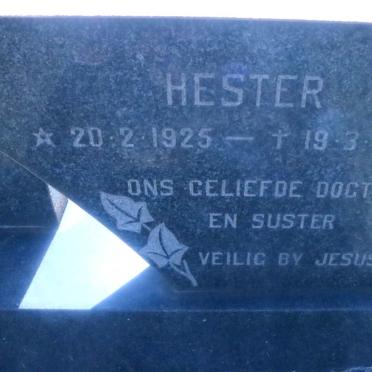 HESTER
☆ 20·2·1925 — † 19·3·
ONS GELIEFDE DOGT
EN SUSTER
VEILIG BY JESUS